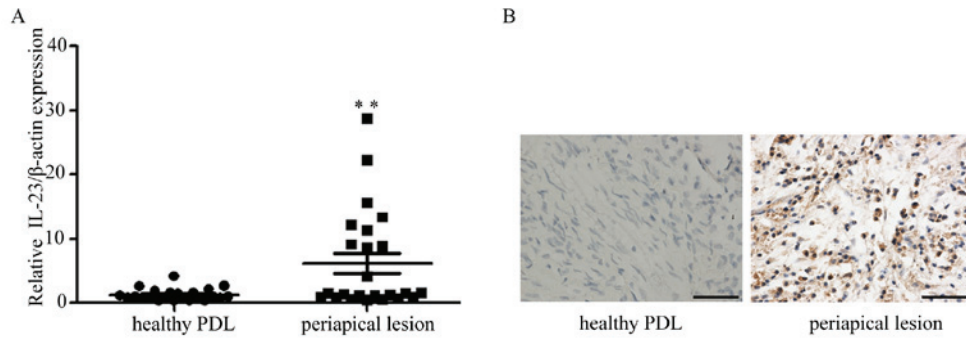 A
B
Relative IL-23/β-actin expression
40
30
20
10
0
**
healthy PDL
periapical lesion
healthy PDL
periapical lesion